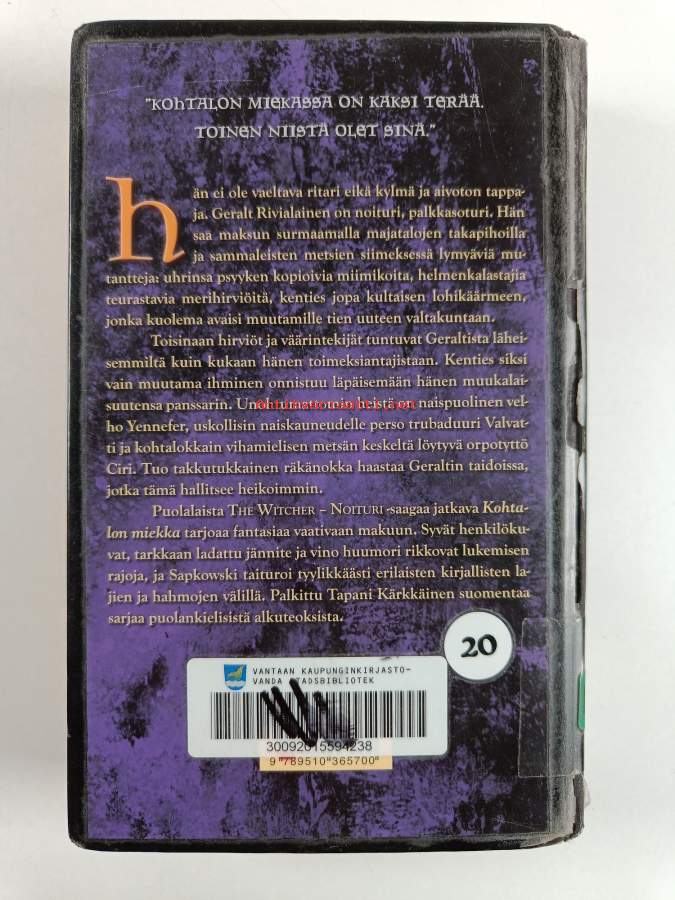 "KOHTALON MIEKASSA ON KAKSI TERÄÄ.
TOINEN NIISTÄ OLET SINÄ."
hän ei ole vaeltava ritari eikä kylmä ja aivoton tappa-
ja. Geralt Rivialainen on noituri, palkkasoturi. Hän
saa maksun surmaamalla majatalojen takapihoilla
ja sammaleisten metsien siimeksessä lymyäviä mu-
tantteja: uhrinsa psyyken kopioivia miimikoita, helmenkalastajia
teurastavia merihirviöitä, kenties jopa kultaisen lohikäärmeen,
jonka kuolema avaisi muutamille tien uuteen valtakuntaan.
Toisinaan hirviöt ja väärintekijät tuntuvat Geraltista lähei-
semmiltä kuin kukaan hänen toimeksiantajistaan. Kenties siksi
vain muutama ihminen onnistuu läpäisemään hänen muukalai-
suutensa panssarin. Unohtumattomin heistä on naispuolinen vel-
ho Yennefer, uskollisin naiskauneudelle perso trubaduuri Valvat-
ti ja kohtalokkain vihamielisen metsän keskeltä löytyvä orpotyttö
Ciri. Tuo takkutukkainen räkänokka haastaa Geraltin taidoissa,
jotka tämä hallitsee heikoimmin.
Puolalaista THE WITCHER – NOITURI -saagaa jatkava Kohta-
lon miekka tarjoaa fantasiaa vaativaan makuun. Syvät henkilöku-
vat, tarkkaan ladattu jännite ja vino huumori rikkovat lukemisen
rajoja, ja Sapkowski taituroi tyylikkäästi erilaisten kirjallisten la-
jien ja hahmojen välillä. Palkittu Tapani Kärkkäinen suomentaa
sarjaa puolankielisistä alkuteoksista.
20
VANTAAN KAUPUNGINKIRJASTO-
VANDA STADSBIBLIOTEK
30092015594238
9 789510 365700